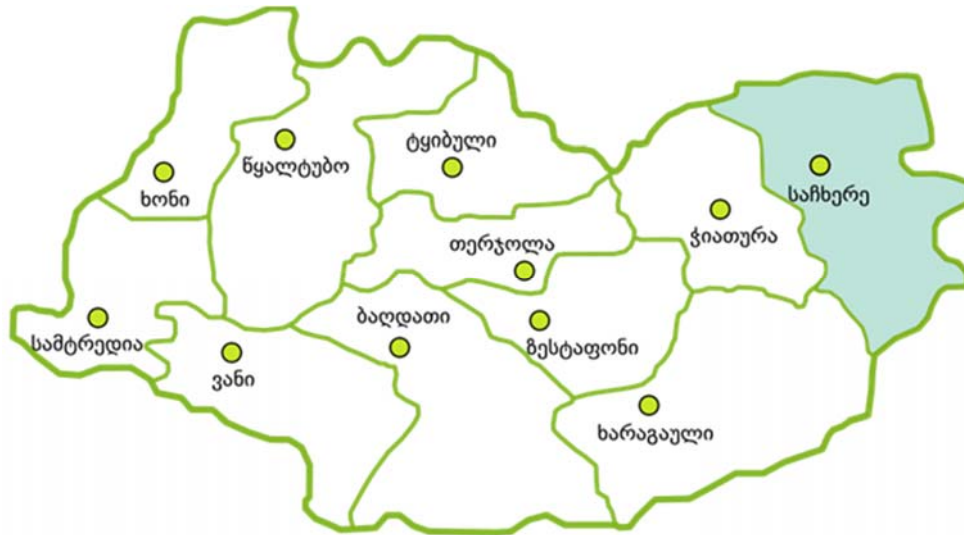 ტყიბული
წყალტუბო
ხონი
საჩხერე
ჭიათურა
თერჯოლა
ბაღდათი
სამტრედია
ვანი
ზესტაფონი
ხარაგაული